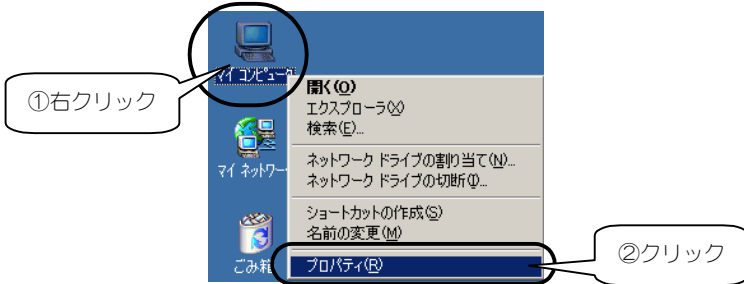 ①右クリック
マイ コンピュータ
開く(O)
エクスプローラ(X)
検索(E)...
ネットワーク ドライブの割り当て(N)...
ネットワーク ドライブの切断(I)...
マイ ネットワー
ショートカットの作成(S)
名前の変更(M)
ごみ箱
プロパティ(R)
②クリック